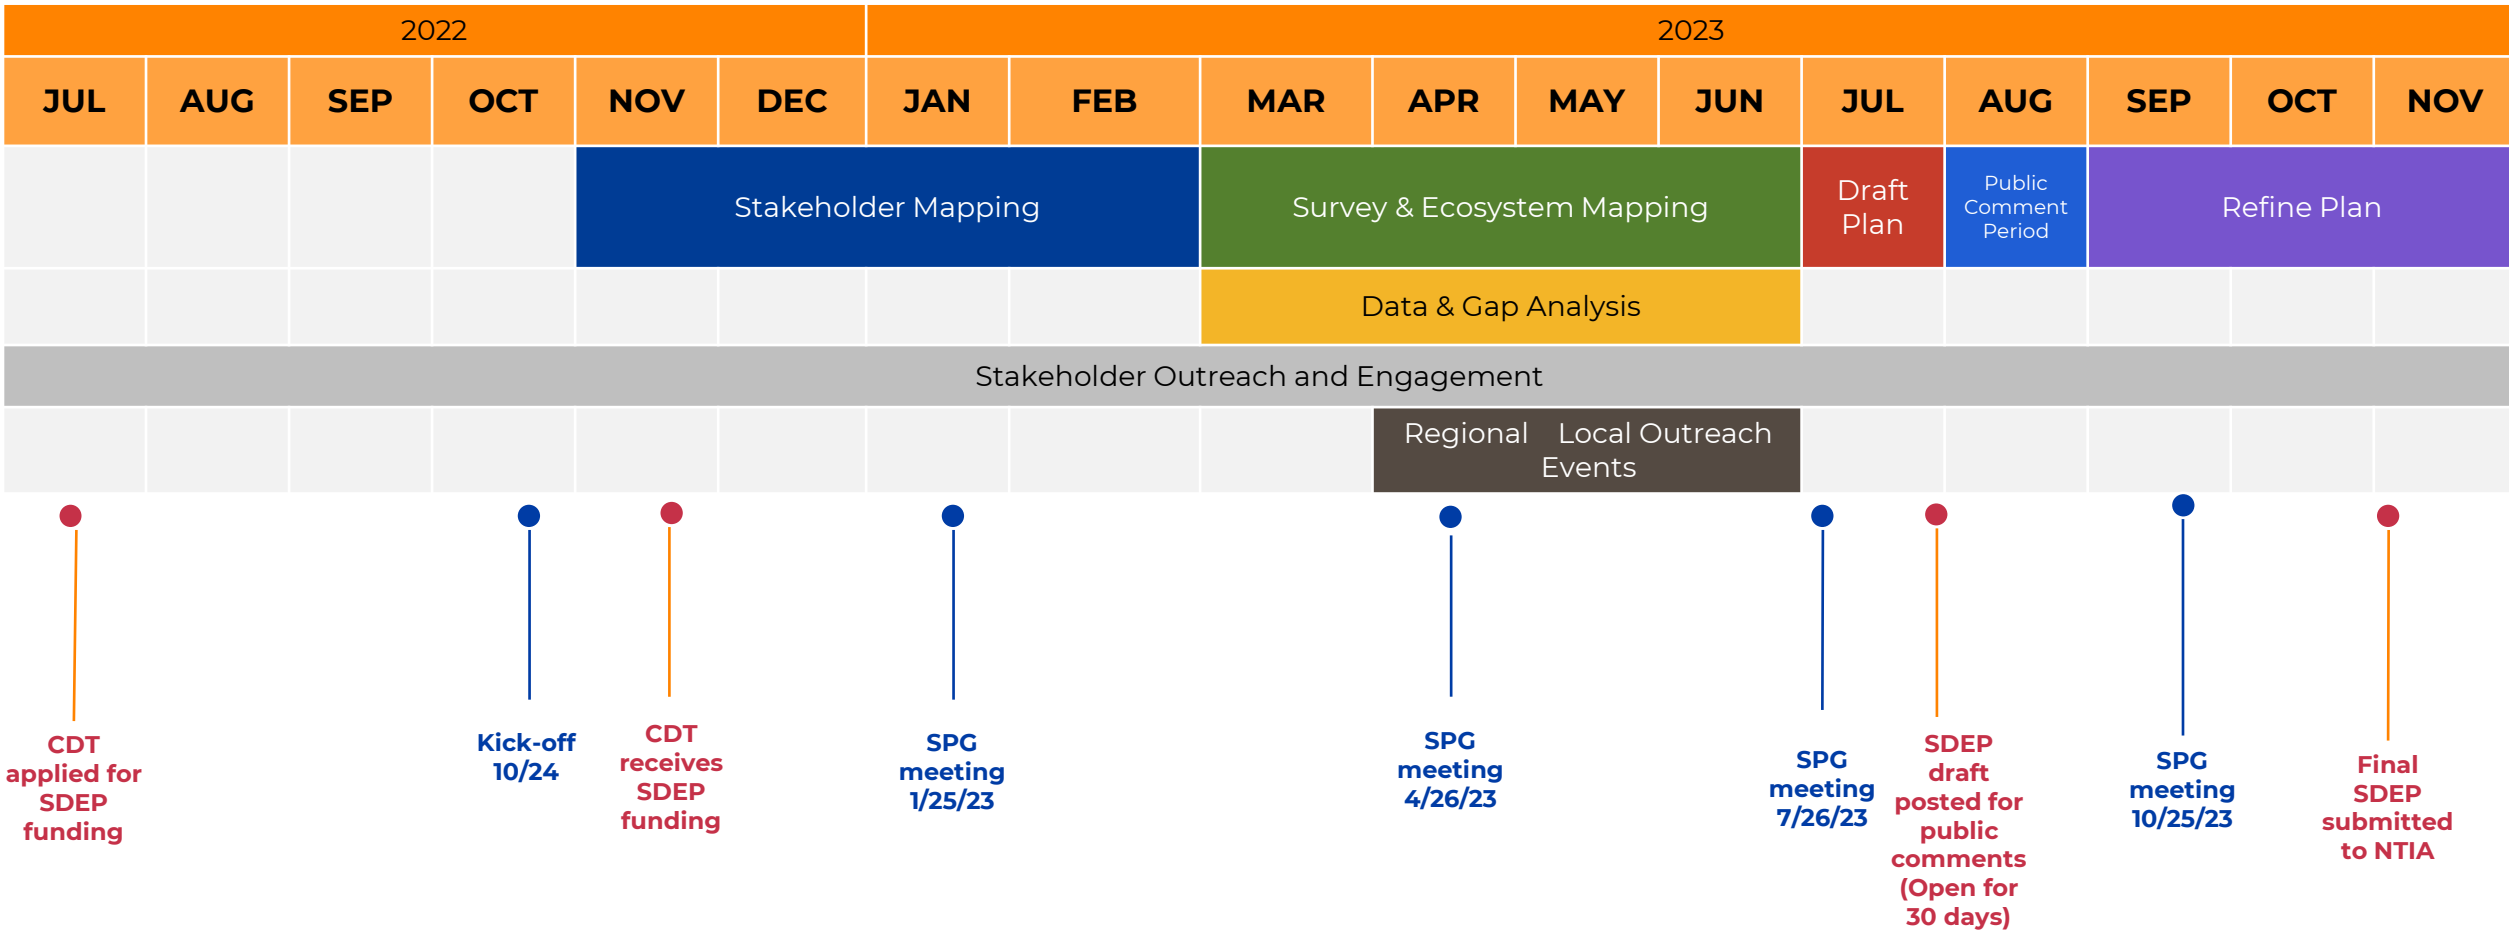 2022
2023
JUL
AUG
SEP
OCT
NOV
DEC
JAN
FEB
MAR
APR
MAY
JUN
JUL
AUG
SEP
OCT
NOV
Stakeholder Mapping
Survey & Ecosystem Mapping
Draft
Plan
Public
Comment
Period
Refine Plan
Data & Gap Analysis
Stakeholder Outreach and Engagement
Regional Local Outreach
Events
CDT
applied for
SDEP
funding
Kick-off
10/24
CDT
receives
SDEP
funding
SPG
meeting
1/25/23
SPG
meeting
4/26/23
SPG
meeting
7/26/23
SDEP
draft
posted for
public
comments
(Open for
30 days)
SPG
meeting
10/25/23
Final
SDEP
submitted
to NTIA